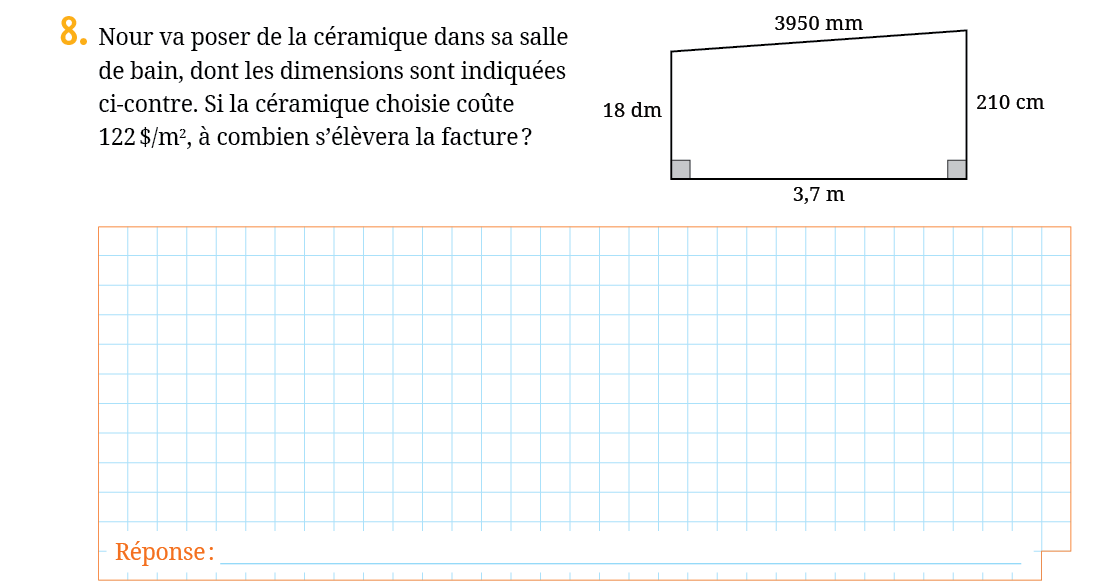 8. Nour va poser de la céramique dans sa salle
de bain, dont les dimensions sont indiquées
ci-contre. Si la céramique choisie coûte
122 $/m², à combien s’élèvera la facture ?
3950 mm
18 dm
210 cm
3,7 m
Réponse :